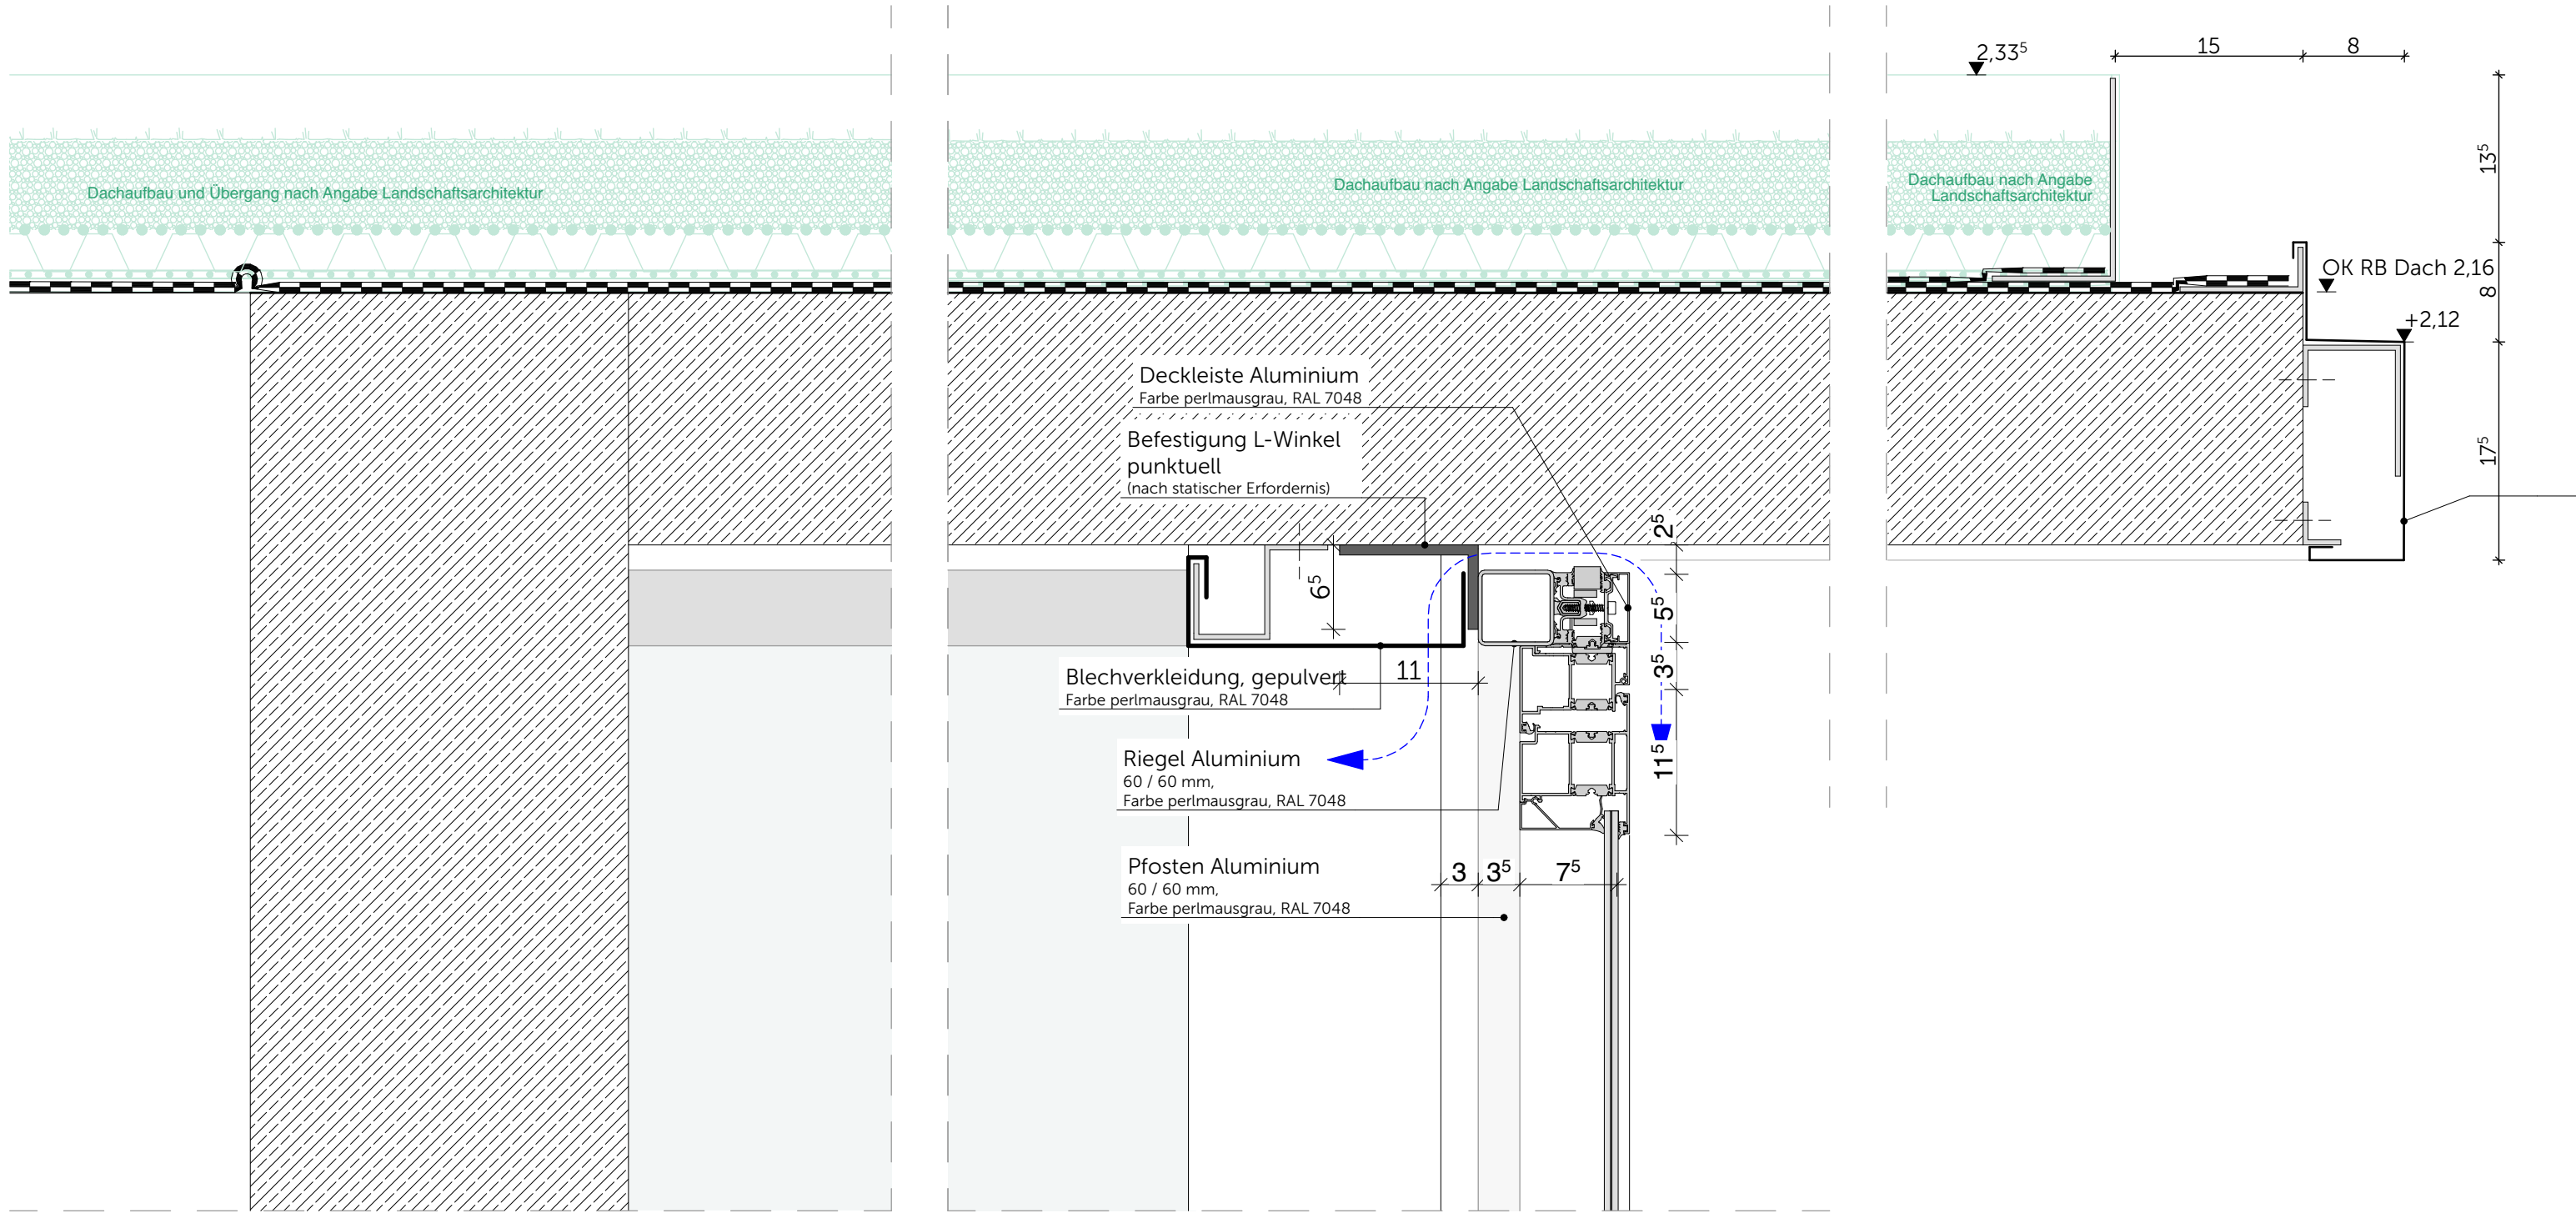 2,33⁵
15
8
13⁵
Dachaufbau und Übergang nach Angabe Landschaftsarchitektur
Dachaufbau nach Angabe Landschaftsarchitektur
Dachaufbau nach Angabe
Landschaftsarchitektur
OK RB Dach 2,16
8
+2,12
17⁵
Deckleiste Aluminium
Farbe perlmausgrau, RAL 7048
Befestigung L-Winkel
punktuell
(nach statischer Erfordernis)
2⁵
6⁵
5⁵
3⁵
11⁵
11
Blechverkleidung, gepulvert
Farbe perlmausgrau, RAL 7048
Riegel Aluminium
60 / 60 mm,
Farbe perlmausgrau, RAL 7048
Pfosten Aluminium
60 / 60 mm,
Farbe perlmausgrau, RAL 7048
3
3⁵
7⁵